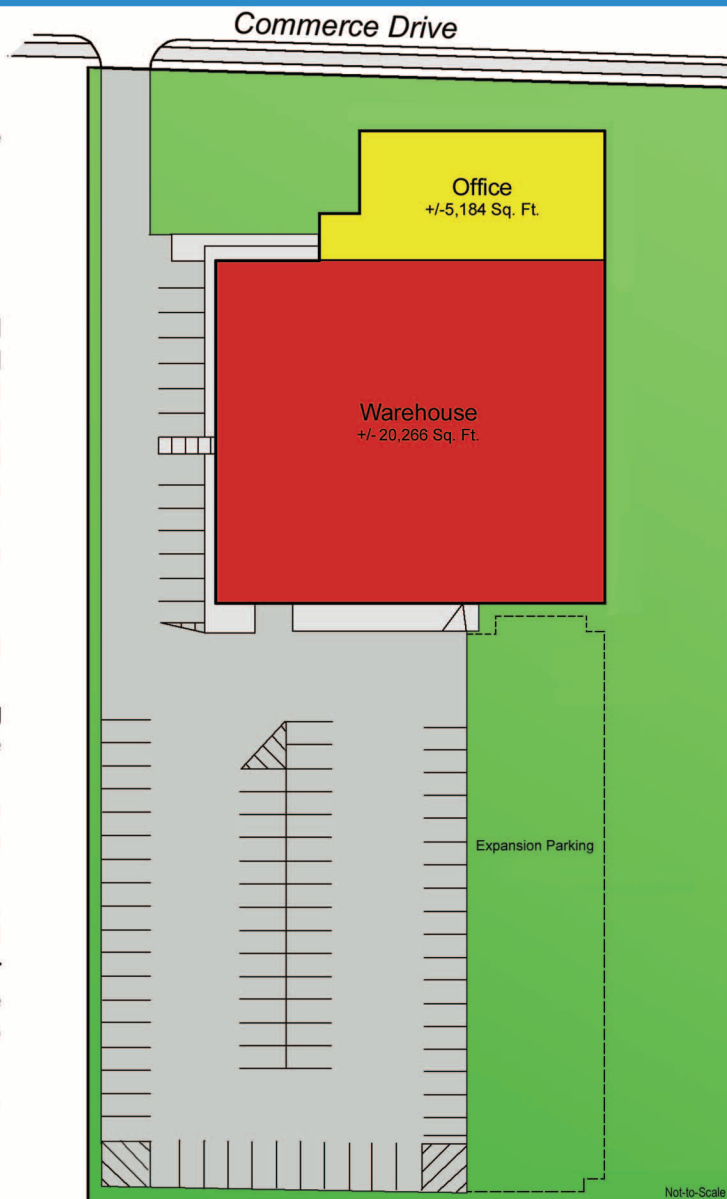 Commerce Drive
Office
+/-5,184 Sq. Ft.
Warehouse
+/- 20,266 Sq. Ft.
Expansion Parking
Not-to-Scale